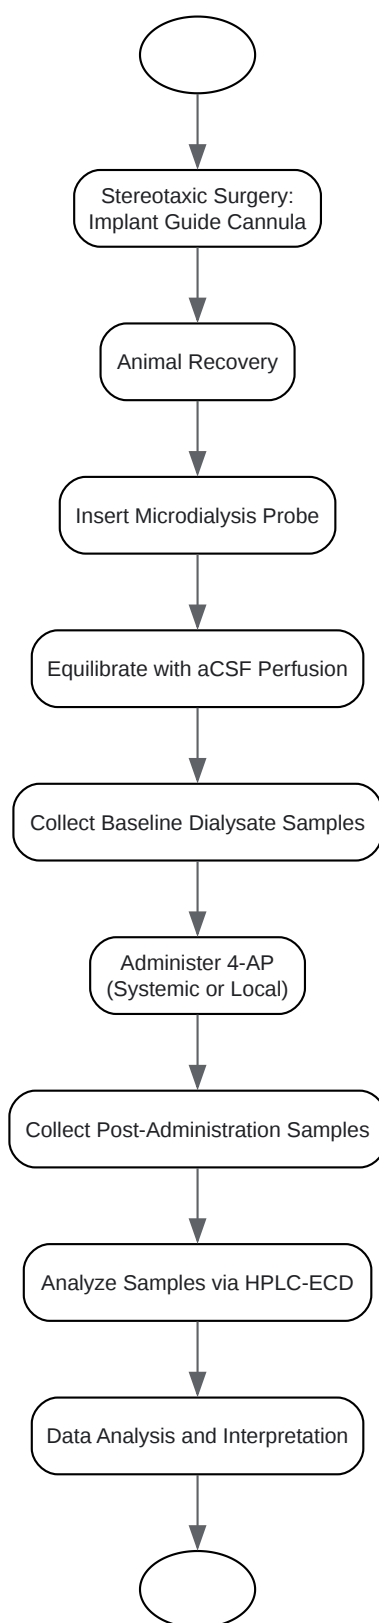 Stereotaxic Surgery:
Implant Guide Cannula
Animal Recovery
Insert Microdialysis Probe
Equilibrate with aCSF Perfusion
Collect Baseline Dialysate Samples
Administer 4-AP
(Systemic or Local)
Collect Post-Administration Samples
Analyze Samples via HPLC-ECD
Data Analysis and Interpretation